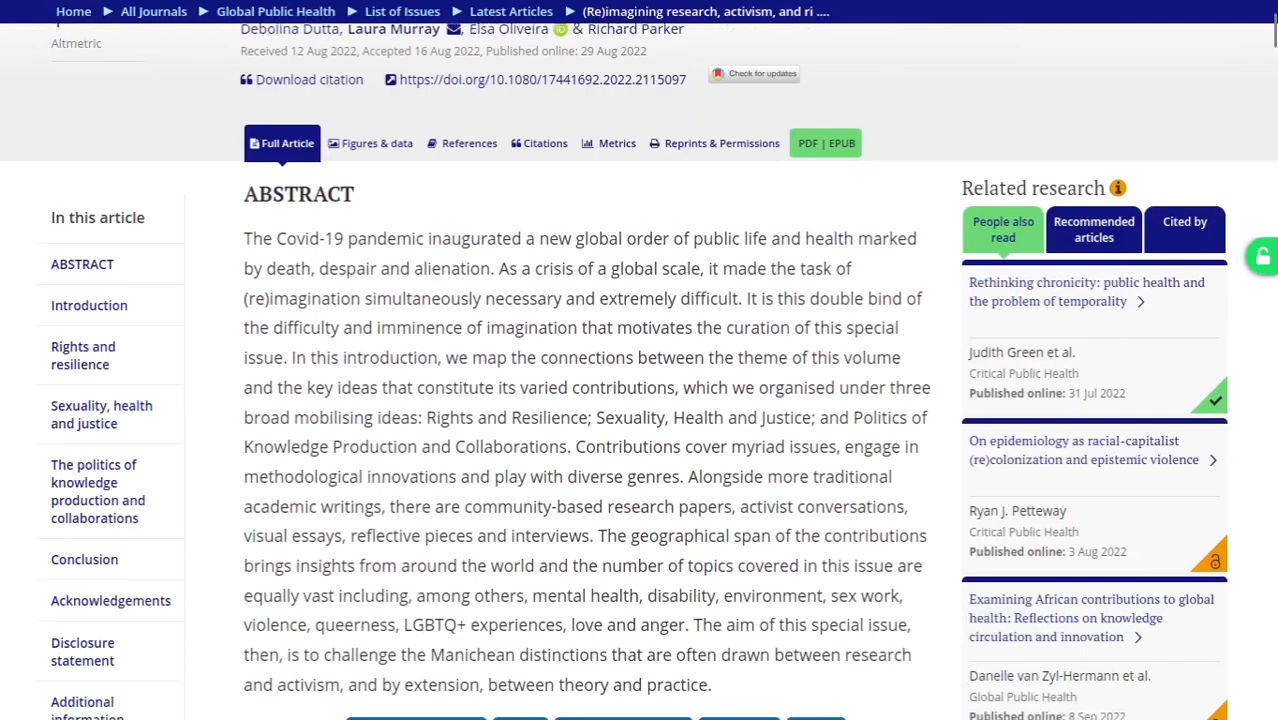 Home ▶ All Journals ▶ Global Public Health ▶ List of Issues ▶ Latest Articles ▶ (Re)imagining research, activism, and ri ....
Altmetric
Debolina Dutta, Laura Murray, Elsa Oliveira & Richard Parker
Received 12 Aug 2022, Accepted 16 Aug 2022, Published online: 29 Aug 2022
Download citation https://doi.org/10.1080/17441692.2022.2115097 Check for updates
Full Article Figures & data References Citations Metrics Reprints & Permissions PDF | EPUB
In this article
ABSTRACT
Introduction
Rights and
resilience
Sexuality, health
and justice
The politics of
knowledge
production and
collaborations
Conclusion
Acknowledgements
Disclosure
statement
Additional
information
ABSTRACT
The Covid-19 pandemic inaugurated a new global order of public life and health marked
by death, despair and alienation. As a crisis of a global scale, it made the task of
(re)imagination simultaneously necessary and extremely difficult. It is this double bind of
the difficulty and imminence of imagination that motivates the curation of this special
issue. In this introduction, we map the connections between the theme of this volume
and the key ideas that constitute its varied contributions, which we organised under three
broad mobilising ideas: Rights and Resilience; Sexuality, Health and Justice; and Politics of
Knowledge Production and Collaborations. Contributions cover myriad issues, engage in
methodological innovations and play with diverse genres. Alongside more traditional
academic writings, there are community-based research papers, activist conversations,
visual essays, reflective pieces and interviews. The geographical span of the contributions
brings insights from around the world and the number of topics covered in this issue are
equally vast including, among others, mental health, disability, environment, sex work,
violence, queerness, LGBTQ+ experiences, love and anger. The aim of this special issue,
then, is to challenge the Manichean distinctions that are often drawn between research
and activism, and by extension, between theory and practice.
Related research
People also
read
Recommended
articles
Cited by
Rethinking chronicity: public health and
the problem of temporality
Judith Green et al.
Critical Public Health
Published online: 31 Jul 2022
On epidemiology as racial-capitalist
(re)colonization and epistemic violence
Ryan J. Petteway
Critical Public Health
Published online: 3 Aug 2022
Examining African contributions to global
health: Reflections on knowledge
circulation and innovation
Danelle van Zyl-Hermann et al.
Global Public Health
Published online: 8 Sep 2022